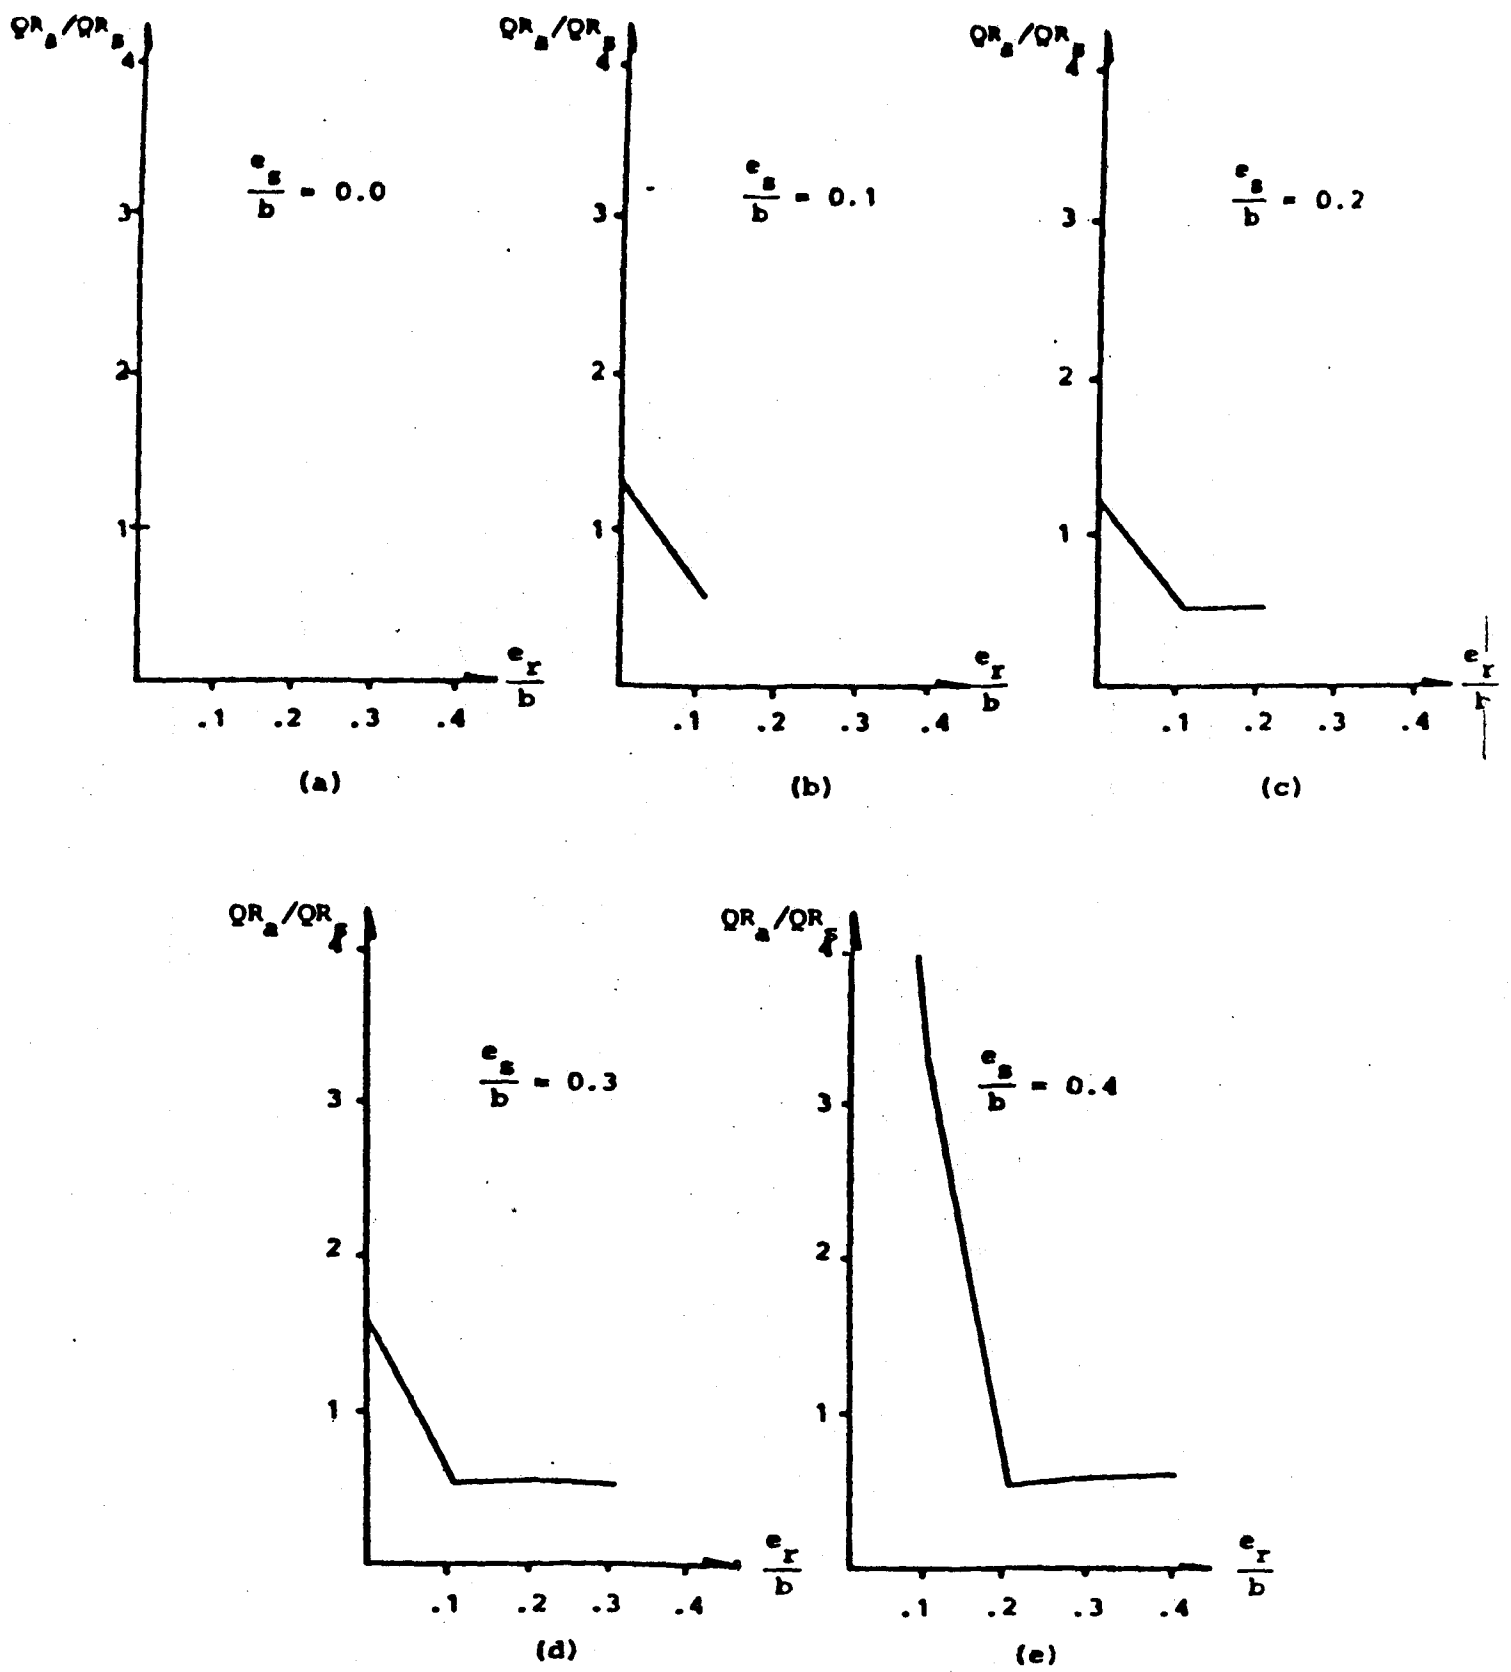 QRa/QRs
4
es/b = 0.0
3
2
1
er/b
.1 .2 .3 .4
(a)
QRa/QRs
4
es/b = 0.1
3
2
1
er/b
.1 .2 .3 .4
(b)
QRa/QRs
4
es/b = 0.2
3
2
1
er/b
.1 .2 .3 .4
(c)
QRa/QRs
4
es/b = 0.3
3
2
1
er/b
.1 .2 .3 .4
(d)
QRa/QRs
4
es/b = 0.4
3
2
1
er/b
.1 .2 .3 .4
(e)